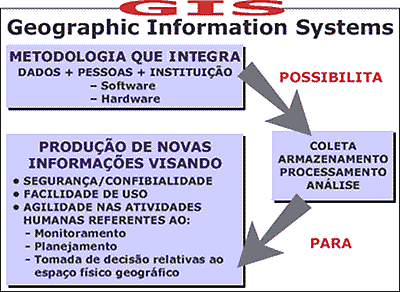 GIS
Geographic Information Systems
METODOLOGIA QUE INTEGRA
DADOS + PESSOAS + INSTITUIÇÃO
– Software
– Hardware
POSSIBILITA
COLETA
ARMAZENAMENTO
PROCESSAMENTO
ANÁLISE
PARA
PRODUÇÃO DE NOVAS
INFORMAÇÕES VISANDO
● SEGURANÇA/CONFIBIALIDADE
● FACILIDADE DE USO
● AGILIDADE NAS ATIVIDADES
HUMANAS REFERENTES AO:
- Monitoramento
- Planejamento
- Tomada de decisão relativas ao
espaço físico geográfico